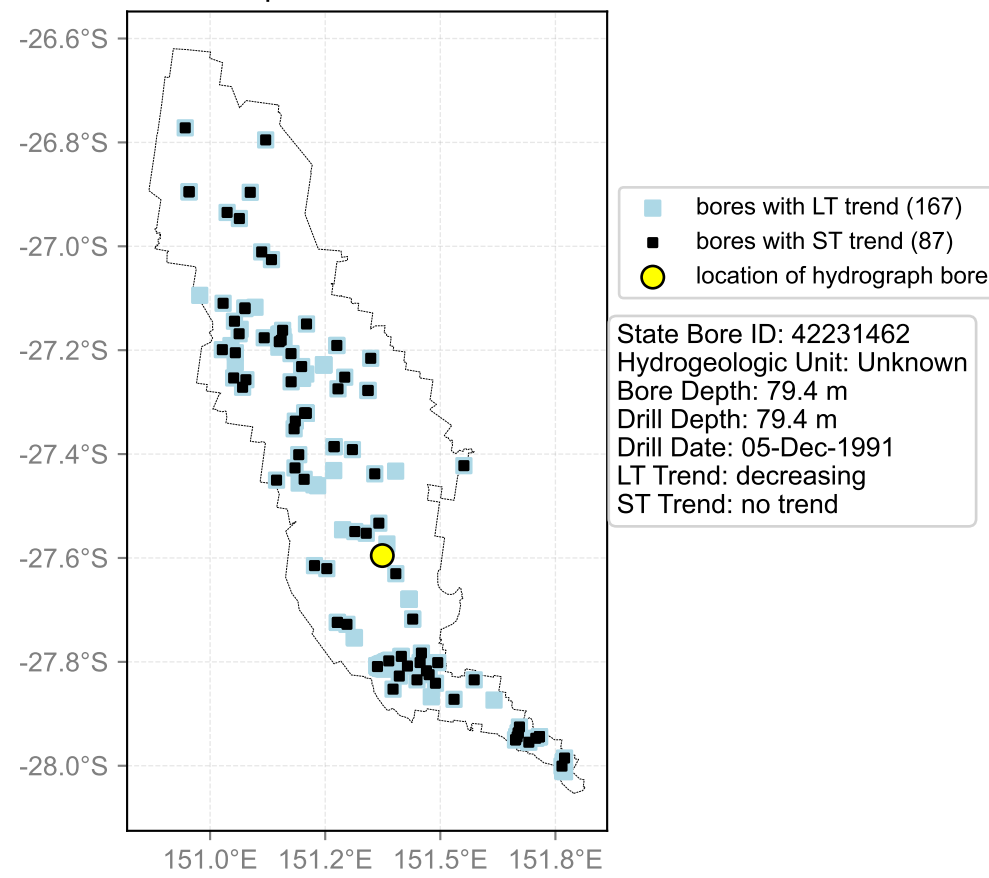 -26.6°S
-26.8°S
-27.0°S
-27.2°S
-27.4°S
-27.6°S
-27.8°S
-28.0°S
151.0°E
151.2°E
151.5°E
151.8°E
bores with LT trend (167)
bores with ST trend (87)
location of hydrograph bore
State Bore ID: 42231462
Hydrogeologic Unit: Unknown
Bore Depth: 79.4 m
Drill Depth: 79.4 m
Drill Date: 05-Dec-1991
LT Trend: decreasing
ST Trend: no trend